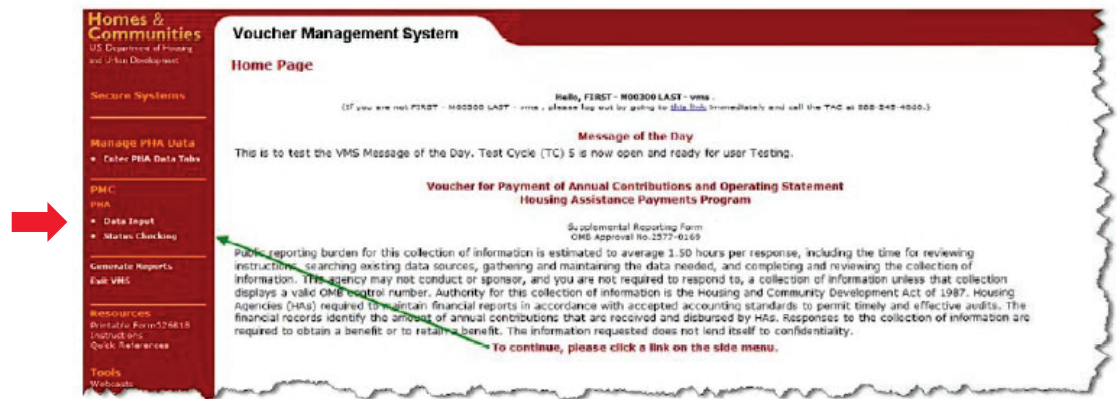 Homes &
Communities
U.S. Department of Housing
and Urban Development
Secure Systems
Manage PHA Data
• Enter PHA Data Tabs
PMC
PHA
• Data Input
• Status Checking
Generate Reports
Exit VMS
Resources
Printable Form526818
Instructions
Quick References
Tools
Webcasts
Voucher Management System
Home Page
Hello, FIRST - M00300 LAST - vms .
(If you are not FIRST - M00300 LAST - vms , please log out by going to this link immediately and call the TAC at
Message of the Day
This is to test the VMS Message of the Day. Test Cycle (TC) 5 is now open and ready for user Testing.
Voucher for Payment of Annual Contributions and Operating Statement
Housing Assistance Payments Program
Supplemental Reporting Form
OMB Approval No.2577-0169
Public reporting burden for this collection of information is estimated to average 1.50 hours per response, including the time for reviewing
instructions, searching existing data sources, gathering and maintaining the data needed, and completing and reviewing the collection of
information. This agency may not conduct or sponsor, and you are not required to respond to, a collection of information unless that collection
displays a valid OMB control number. Authority for this collection of information is the Housing and Community Development Act of 1987. Housing
Agencies (HAs) required to maintain financial reports in accordance with accepted accounting standards to permit timely and effective audits. The
financial records identify the amount of annual contributions that are received and disbursed by HAs. Responses to the collection of information are
required to obtain a benefit or to retain a benefit. The information requested does not lend itself to confidentiality.
To continue, please click a link on the side menu.